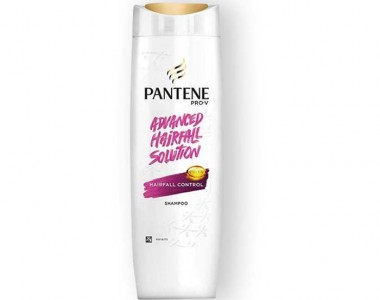 PANTENE
PRO-V
ADVANCED
HAIRFALL
SOLUTION
HAIRFALL CONTROL
SHAMPOO